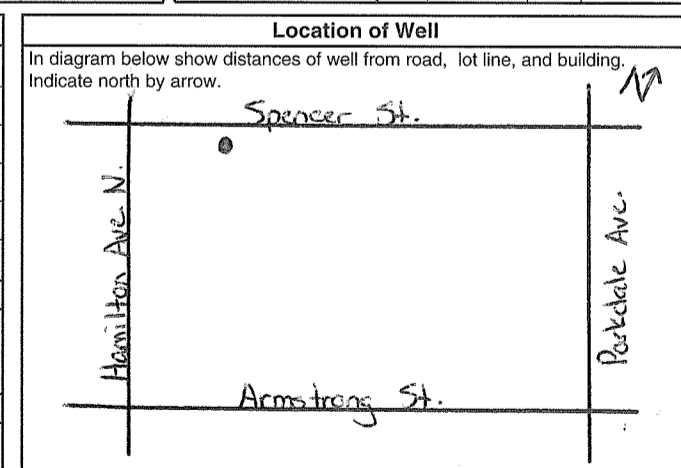 Location of Well
In diagram below show distances of well from road, lot line, and building.
Indicate north by arrow.
N
Spencer St.
Hamilton Ave N.
Parkdale Ave.
Armstrong St.